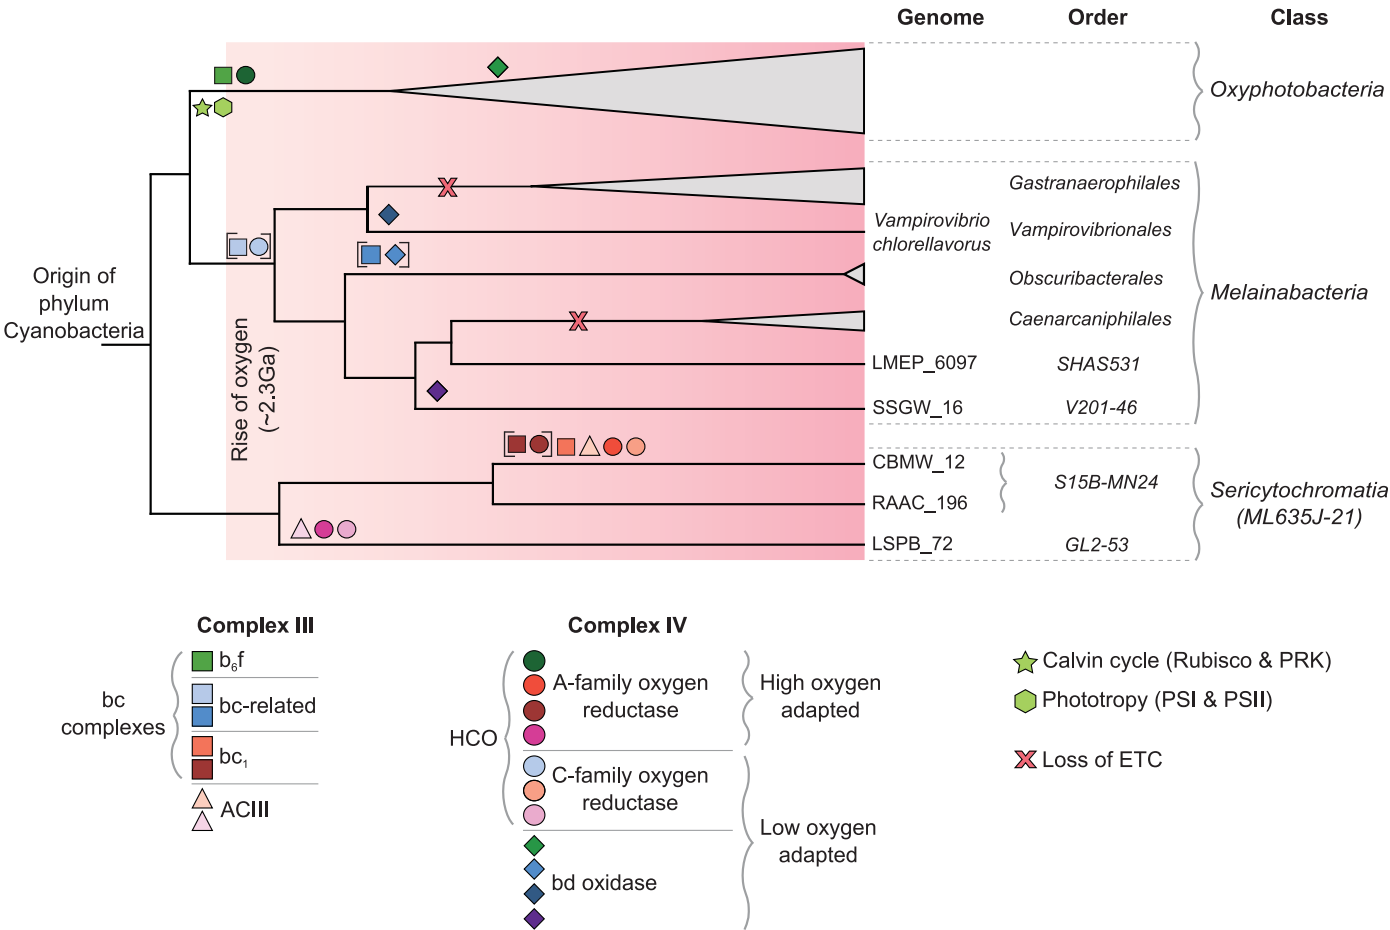 Genome Order Class
Oxyphotobacteria
Gastranaerophilales
Vampirovibrio
chlorellavorus
Vampirovibrionales
Obscuribacterales
Melainabacteria
Caenarcaniphilales
LMEP_6097 SHAS531
SSGW_16 V201-46
CBMW_12
S15B-MN24
RAAC_196
Sericytochromatia
(ML635J-21)
LSPB_72 GL2-53
Origin of
phylum
Cyanobacteria
Rise of oxygen
(~2.3Ga)
Complex III
b6f
bc-related
bc1
ACIII
bc
complexes
Complex IV
HCO
A-family oxygen
reductase
C-family oxygen
reductase
bd oxidase
High oxygen
adapted
Low oxygen
adapted
Calvin cycle (Rubisco & PRK)
Phototropy (PSI & PSII)
Loss of ETC